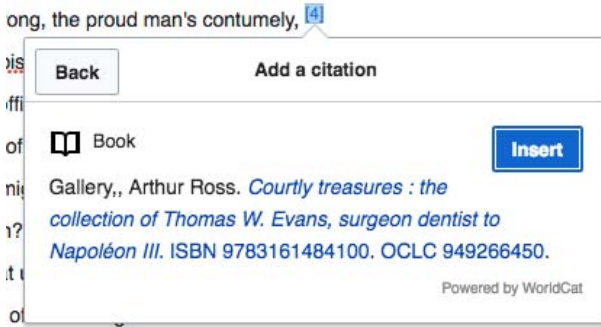 ong, the proud man's contumely, [4]
Back
Add a citation
Book
Insert
Gallery,, Arthur Ross. Courtly treasures : the
collection of Thomas W. Evans, surgeon dentist to
Napoléon III. ISBN 9783161484100. OCLC 949266450.
Powered by WorldCat